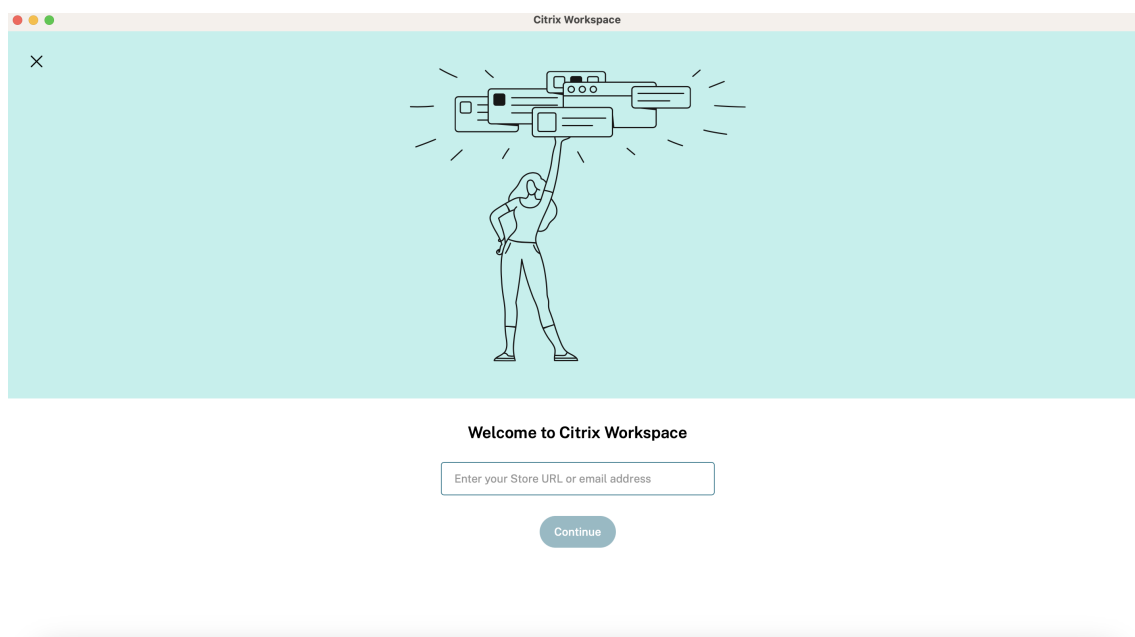 Citrix Workspace
Welcome to Citrix Workspace
Enter your Store URL or email address
Continue